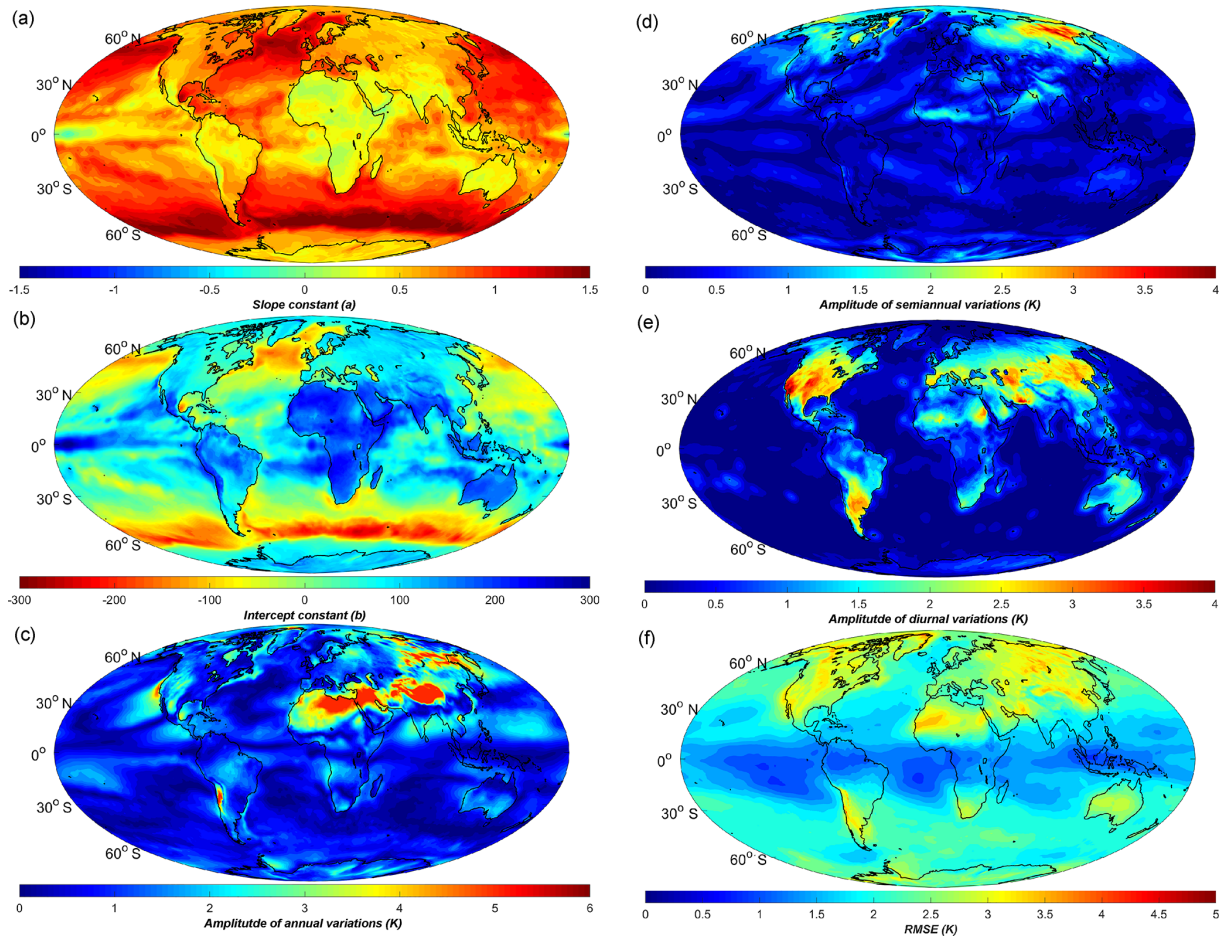 (a)
60° N
30° N
0°
30° S
60° S
-1.5 -1 -0.5 0 0.5 1 1.5
Slope constant (a)
(b)
60° N
30° N
0°
30° S
60° S
-300 -200 -100 0 100 200 300
Intercept constant (b)
(c)
60° N
30° N
0°
30° S
60° S
0 1 2 3 4 5 6
Amplitutde of annual variations (K)
(d)
60° N
30° N
0°
30° S
60° S
0 0.5 1 1.5 2 2.5 3 3.5 4
Amplitude of semiannual variations (K)
(e)
60° N
30° N
0°
30° S
60° S
0 0.5 1 1.5 2 2.5 3 3.5 4
Amplitutde of diurnal variations (K)
(f)
60° N
30° N
0°
30° S
60° S
0 0.5 1 1.5 2 2.5 3 3.5 4 4.5 5
RMSE (K)